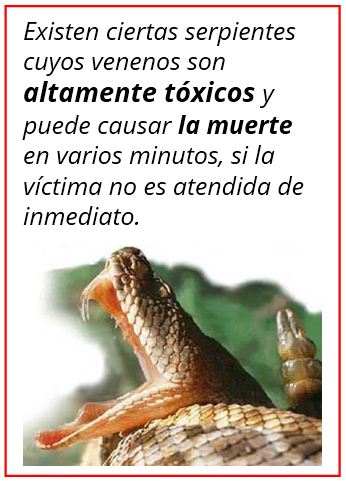 Existen ciertas serpientes
cuyos venenos son
altamente tóxicos y
puede causar la muerte
en varios minutos, si la
víctima no es atendida de
inmediato.